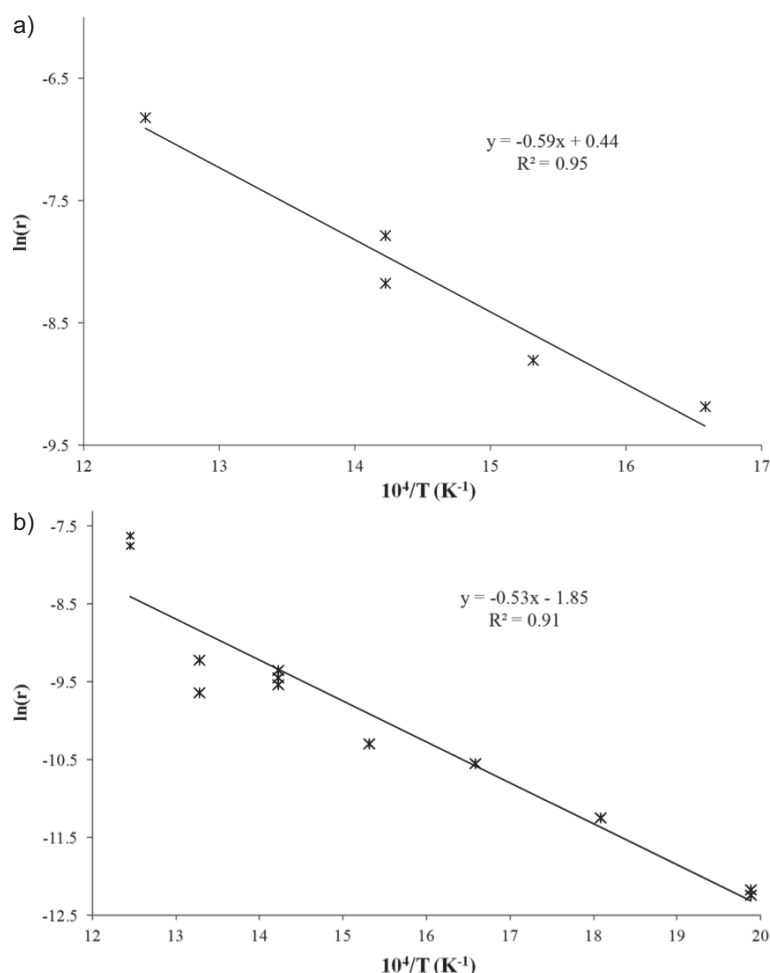 a)
-6.5
-7.5
-8.5
-9.5
ln(r)
y = -0.59x + 0.44
R² = 0.95
12 13 14 15 16 17
10⁴/T (K⁻¹)
b)
-7.5
-8.5
-9.5
-10.5
-11.5
-12.5
ln(r)
y = -0.53x - 1.85
R² = 0.91
12 13 14 15 16 17 18 19 20
10⁴/T (K⁻¹)